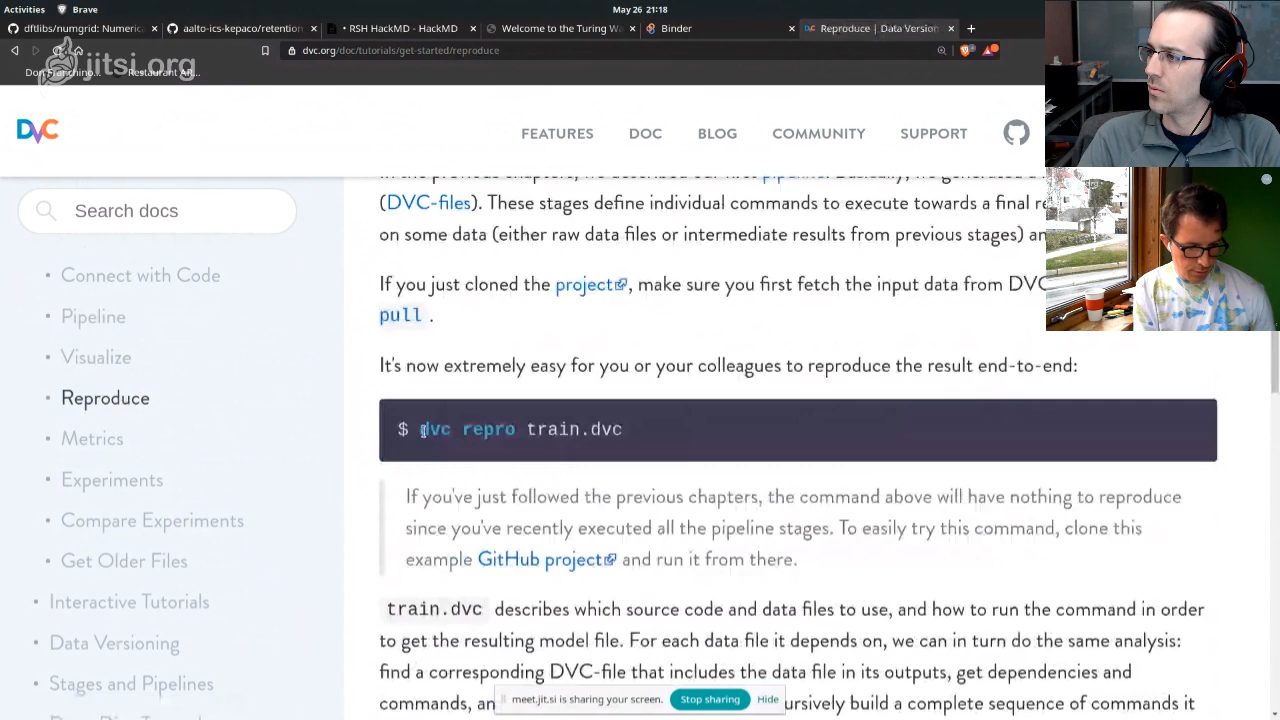 Activities
Brave
May 26 21:18
dftlibs/numgrid: Numeric
aalto-ics-kepaco/retention
RSH HackMD - HackMD
Welcome to the Turing Wa
Binder
Reproduce | Data Version
dvc.org/doc/tutorials/get-started/reproduce
jitsi.org
Don Franchino...
Restaurant
DVC
FEATURES
DOC
BLOG
COMMUNITY
SUPPORT
Search docs
Connect with Code
Pipeline
Visualize
Reproduce
Metrics
Experiments
Compare Experiments
Get Older Files
Interactive Tutorials
Data Versioning
Stages and Pipelines
(DVC-files). These stages define individual commands to execute towards a final re
on some data (either raw data files or intermediate results from previous stages) an
If you just cloned the project, make sure you first fetch the input data from DVC
pull .
It's now extremely easy for you or your colleagues to reproduce the result end-to-end:
$ dvc repro train.dvc
If you've just followed the previous chapters, the command above will have nothing to reproduce
since you've recently executed all the pipeline stages. To easily try this command, clone this
example GitHub project and run it from there.
train.dvc describes which source code and data files to use, and how to run the command in order
to get the resulting model file. For each data file it depends on, we can in turn do the same analysis:
find a corresponding DVC-file that includes the data file in its outputs, get dependencies and
commands, an
ursively build a complete sequence of commands it
meet.jit.si is sharing your screen.
Stop sharing
Hide